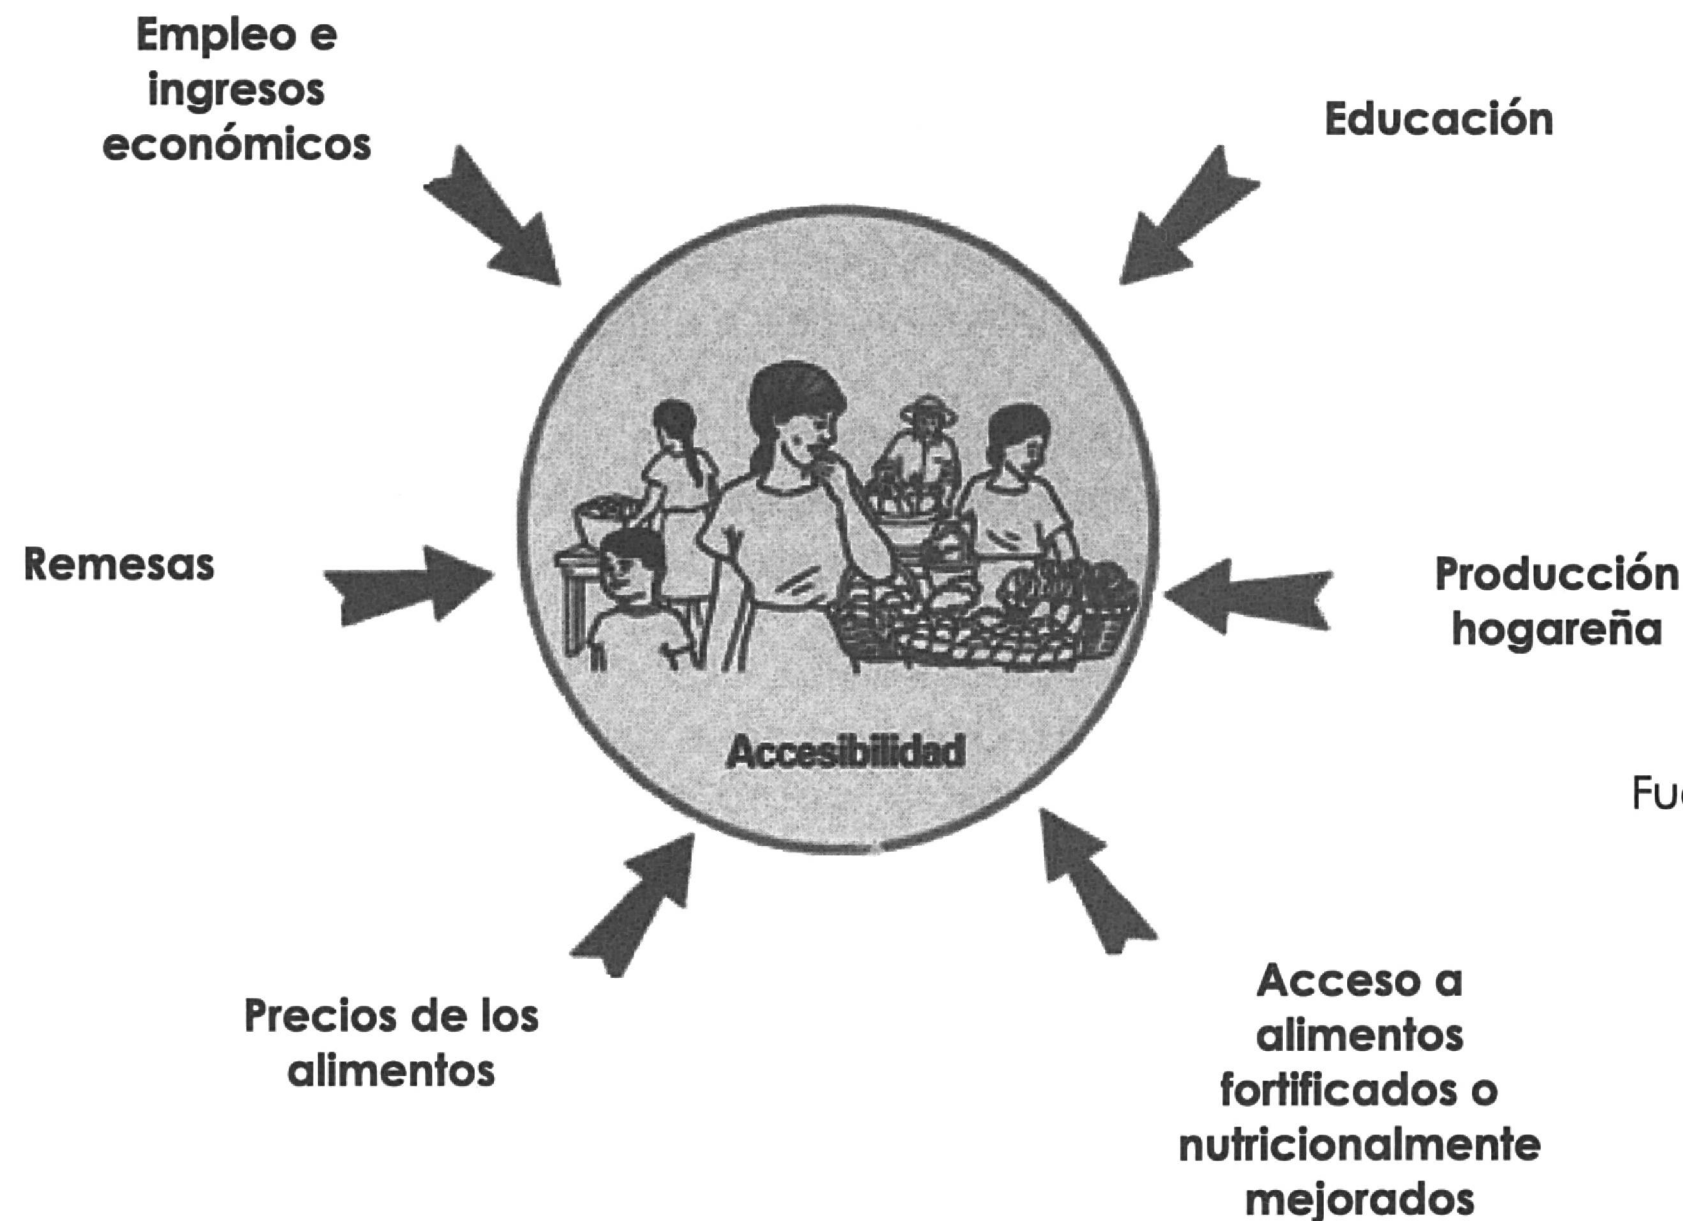 Empleo e
ingresos
económicos
Educación
Remesas
Producción
hogareña
Accesibilidad
Precios de los
alimentos
Acceso a
alimentos
fortificados o
nutricionalmente
mejorados